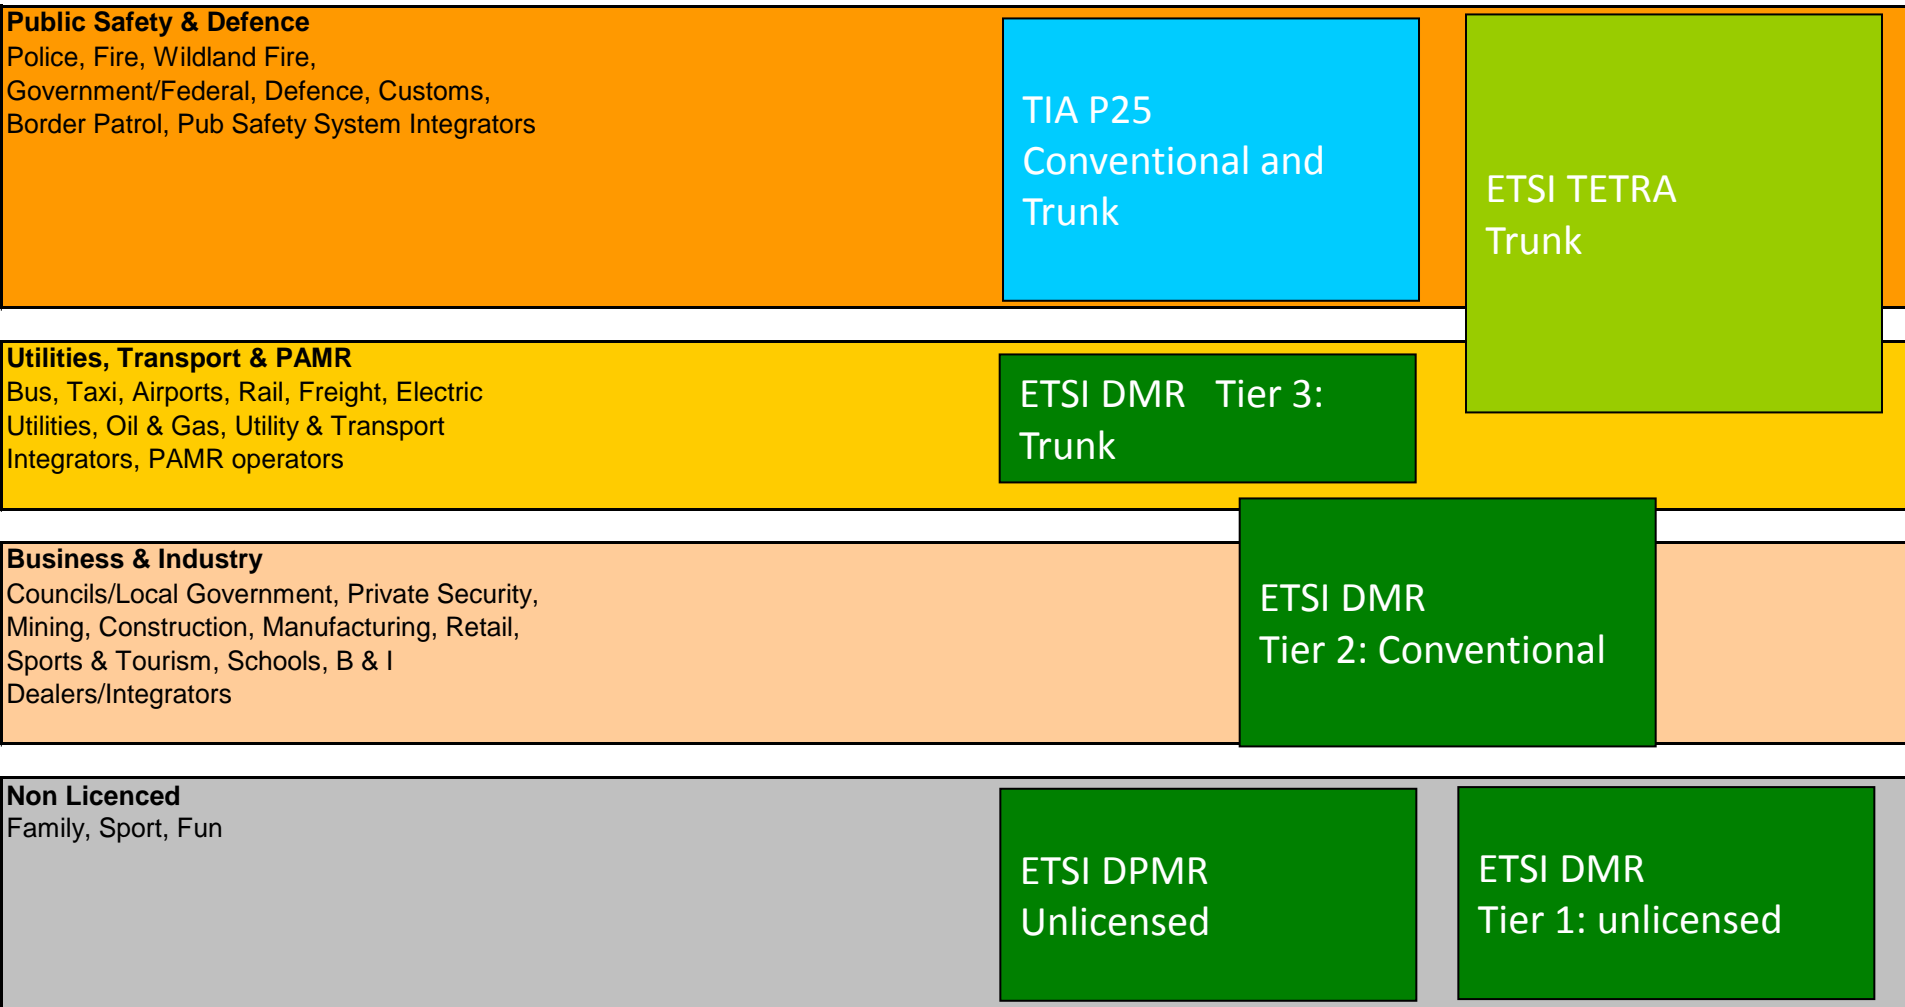 Public Safety & Defence
Police, Fire, Wildland Fire,
Government/Federal, Defence, Customs,
Border Patrol, Pub Safety System Integrators
TIA P25
Conventional and
Trunk
ETSI TETRA
Trunk
Utilities, Transport & PAMR
Bus, Taxi, Airports, Rail, Freight, Electric
Utilities, Oil & Gas, Utility & Transport
Integrators, PAMR operators
ETSI DMR   Tier 3:
Trunk
Business & Industry
Councils/Local Government, Private Security,
Mining, Construction, Manufacturing, Retail,
Sports & Tourism, Schools, B & I
Dealers/Integrators
ETSI DMR
Tier 2: Conventional
Non Licenced
Family, Sport, Fun
ETSI DPMR
Unlicensed
ETSI DMR
Tier 1: unlicensed